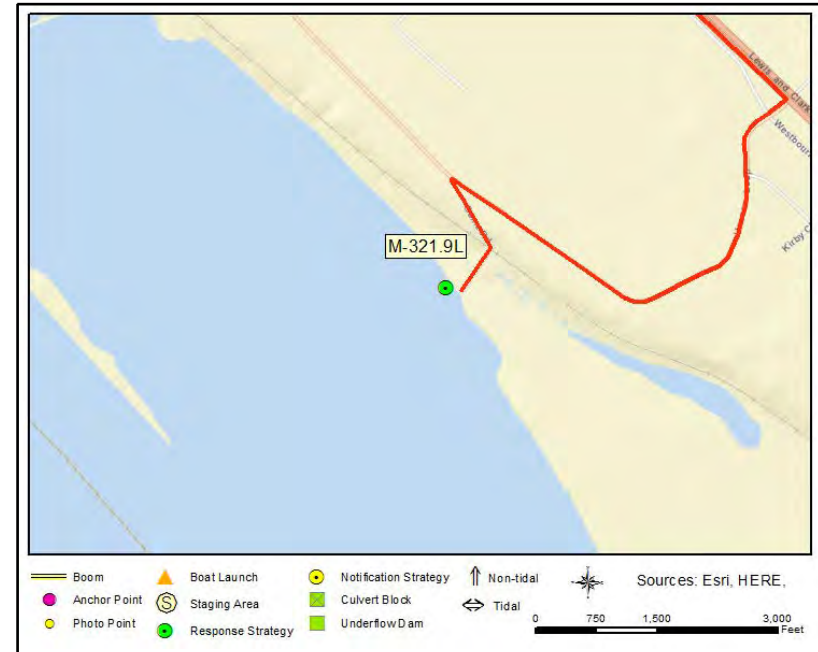 Lewis and Clark
Westbour
Kirby C
M-321.9L
Boom
Boat Launch
Notification Strategy
Non-tidal
Sources: Esri, HERE,
Anchor Point
S Staging Area
Culvert Block
Tidal
Photo Point
Response Strategy
Underflow Dam
0 750 1,500 3,000
Feet